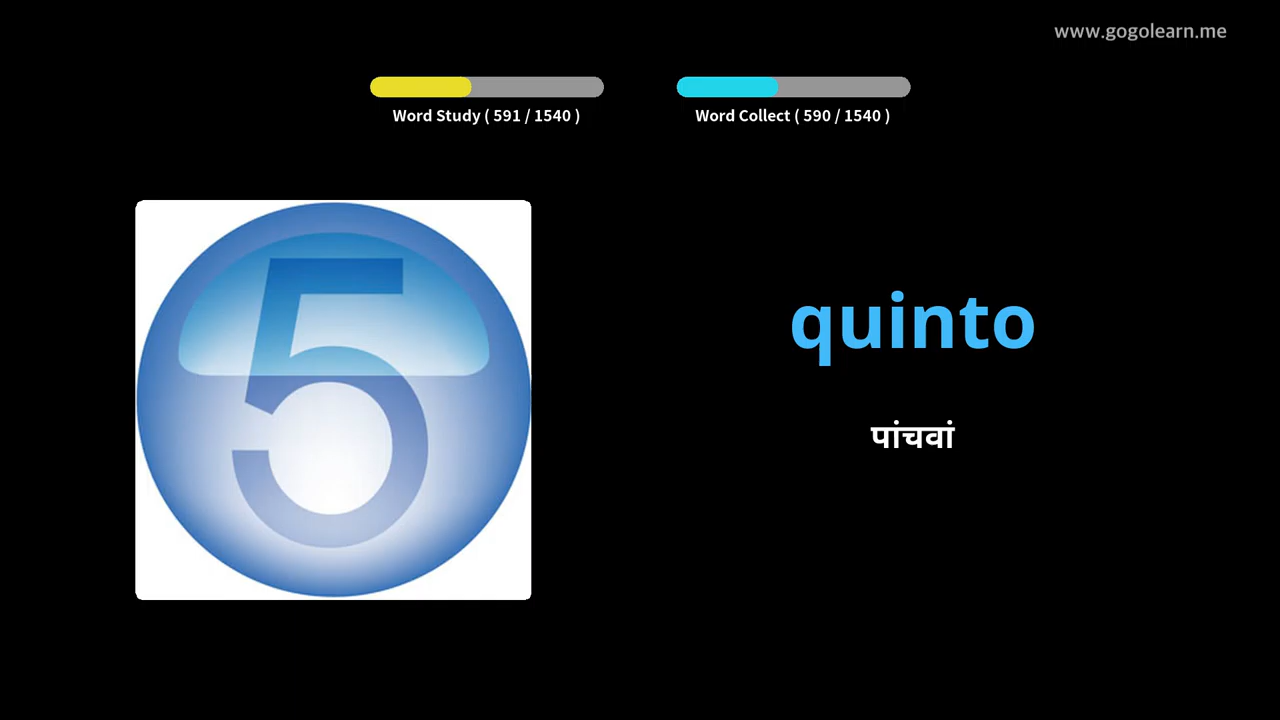 www.gogolearn.me
Word Study ( 591 / 1540 )
Word Collect ( 590 / 1540 )
5
quinto
पांचवां